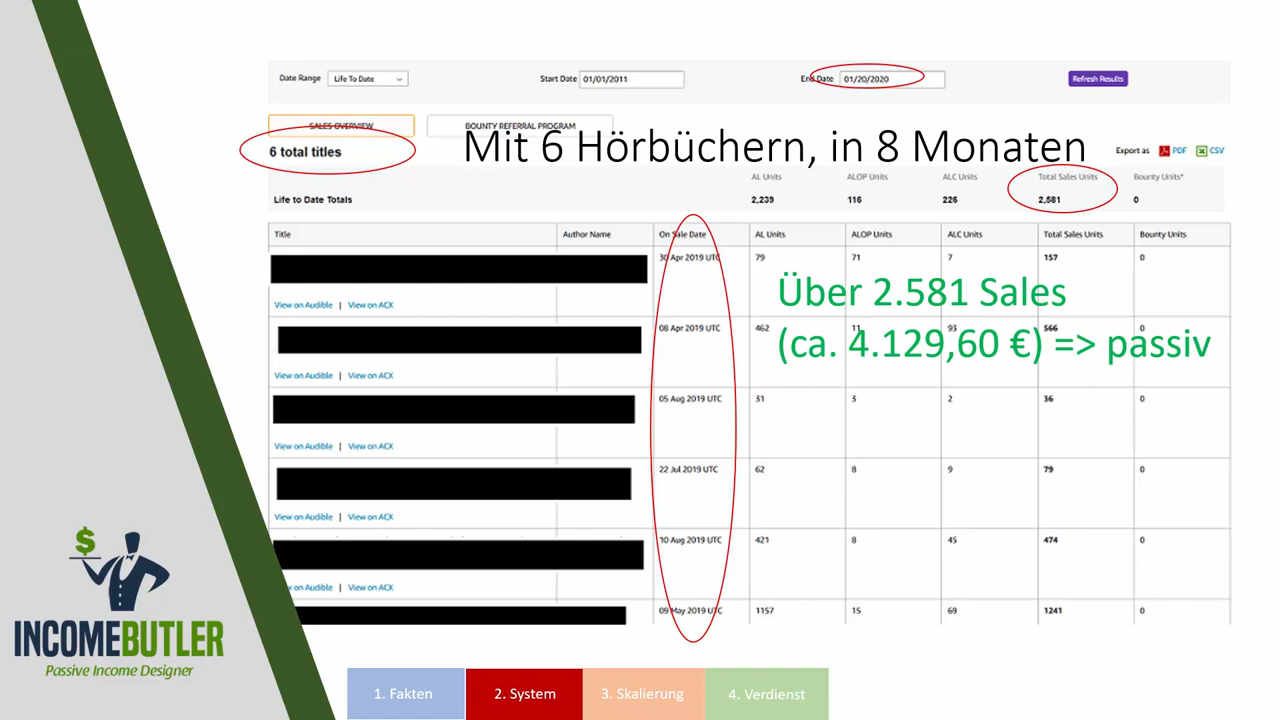 Date Range Life To Date Start Date 01/01/2011 End Date 01/20/2020 Refresh Results
SALES OVERVIEW BOUNTY REFERRAL PROGRAM
6 total titles
Mit 6 Hörbüchern, in 8 Monaten
Export as PDF CSV
AL Units ALOP Units ALC Units Total Sales Units Bounty Units*
Life to Date Totals 2,239 116 226 2,581 0
Title Author Name On Sale Date AL Units ALOP Units ALC Units Total Sales Units Bounty Units
30 Apr 2019 UTC 79 71 7 157 0
View on Audible | View on ACX
Über 2.581 Sales
08 Apr 2019 UTC 462 11 93 566 0
(ca. 4.129,60 €) => passiv
View on Audible | View on ACX
05 Aug 2019 UTC 31 3 2 36 0
View on Audible | View on ACX
22 Jul 2019 UTC 62 8 9 79 0
View on Audible | View on ACX
10 Aug 2019 UTC 421 8 45 474 0
View on Audible | View on ACX
09 May 2019 UTC 1157 15 69 1241 0
$
INCOMEBUTLER
Passive Income Designer
1. Fakten 2. System 3. Skalierung 4. Verdienst